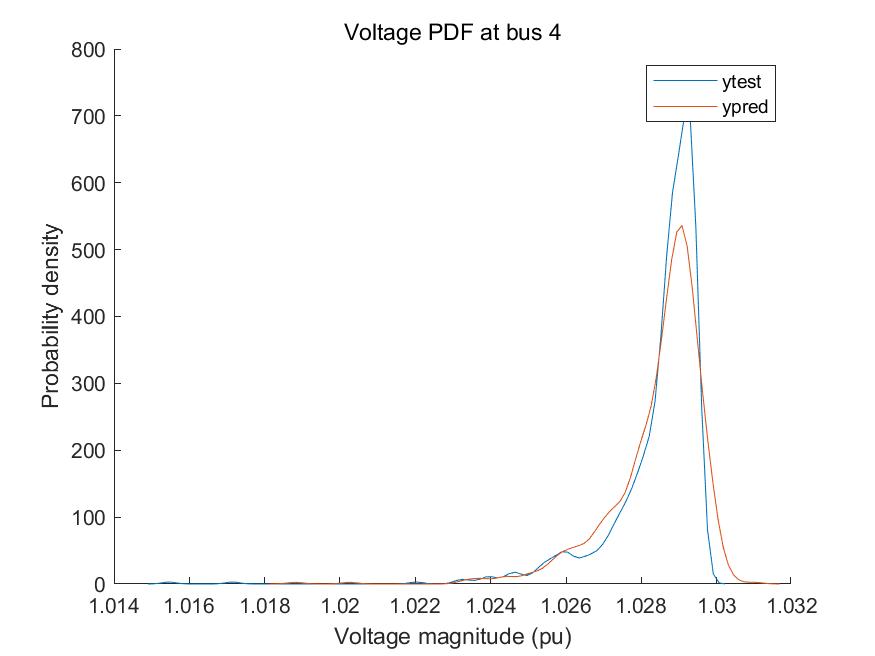 Voltage PDF at bus 4
ytest
ypred
800
700
600
500
400
300
200
100
0
Probability density
1.014 1.016 1.018 1.02 1.022 1.024 1.026 1.028 1.03 1.032
Voltage magnitude (pu)